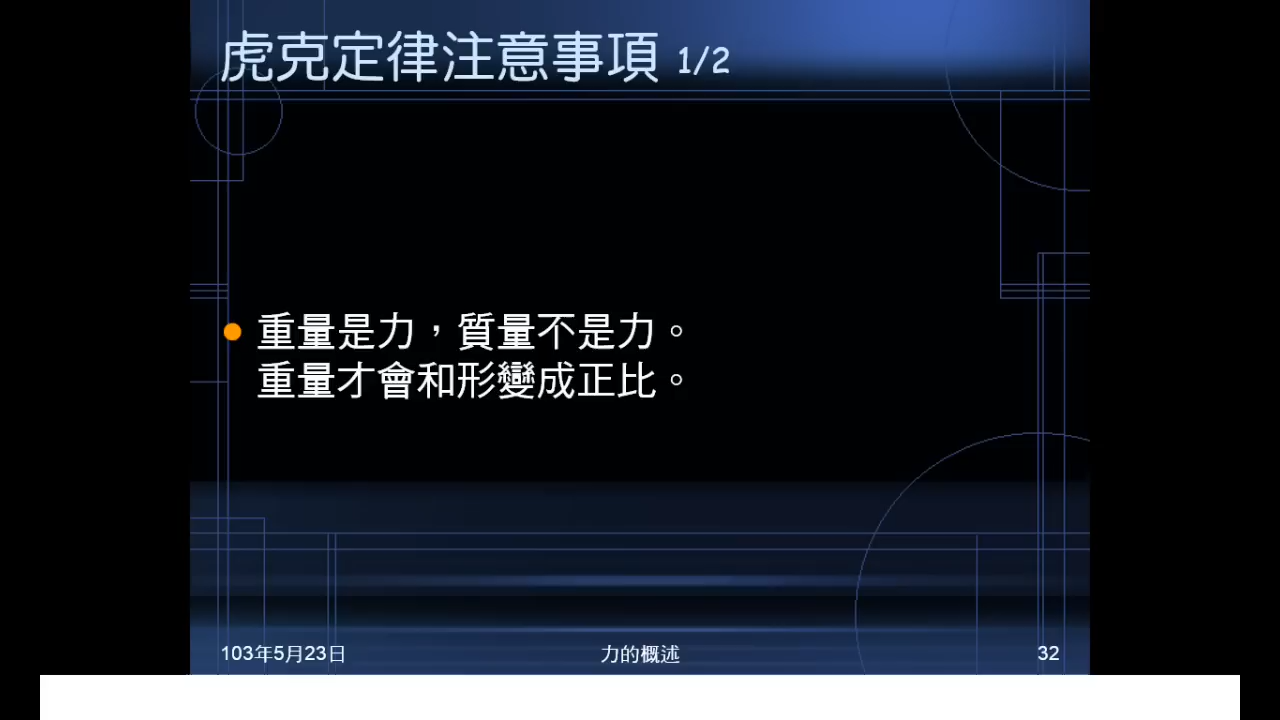 虎克定律注意事項 1/2
重量是力，質量不是力。
重量才會和形變成正比。
103年5月23日
力的概述
32